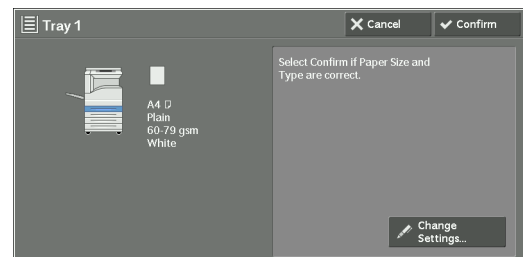 Tray 1
Cancel
Confirm
A4
Plain
60-79 gsm
White
Select Confirm if Paper Size and
Type are correct.
Change
Settings...